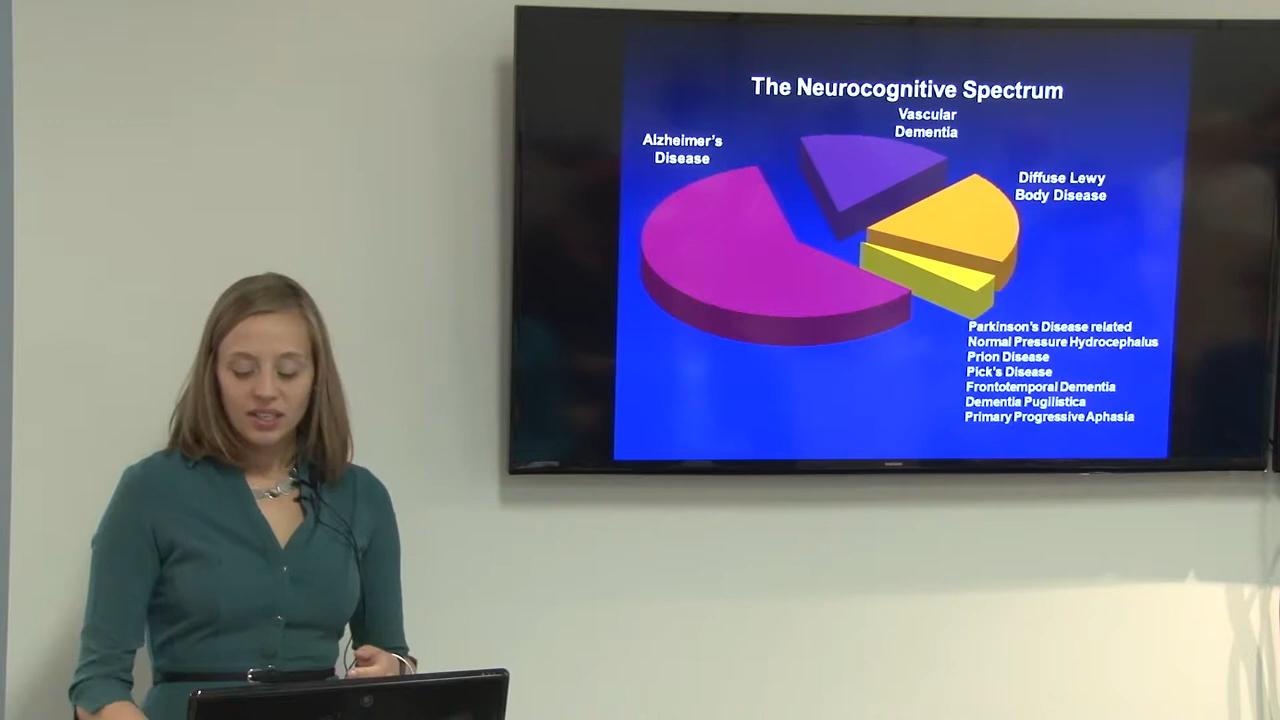 The Neurocognitive Spectrum
Vascular
Dementia
Alzheimer's
Disease
Diffuse Lewy
Body Disease
Parkinson's Disease related
Normal Pressure Hydrocephalus
Prion Disease
Pick's Disease
Frontotemporal Dementia
Dementia Pugilistica
Primary Progressive Aphasia